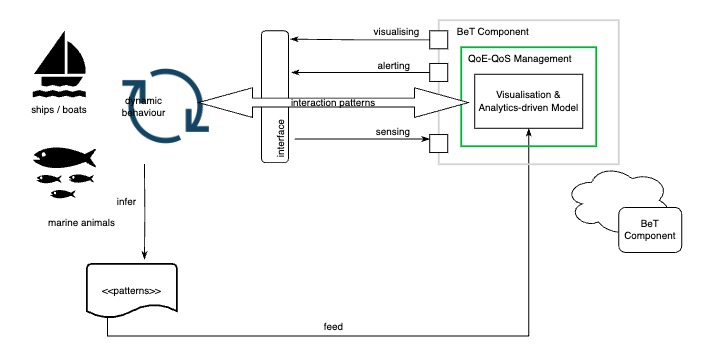 visualising
BeT Component
QoE-QoS Management
alerting
Visualisation &
Analytics-driven Model
dynamic
behaviour
interaction patterns
ships / boats
interface
sensing
infer
marine animals
BeT
Component
<<patterns>>
feed